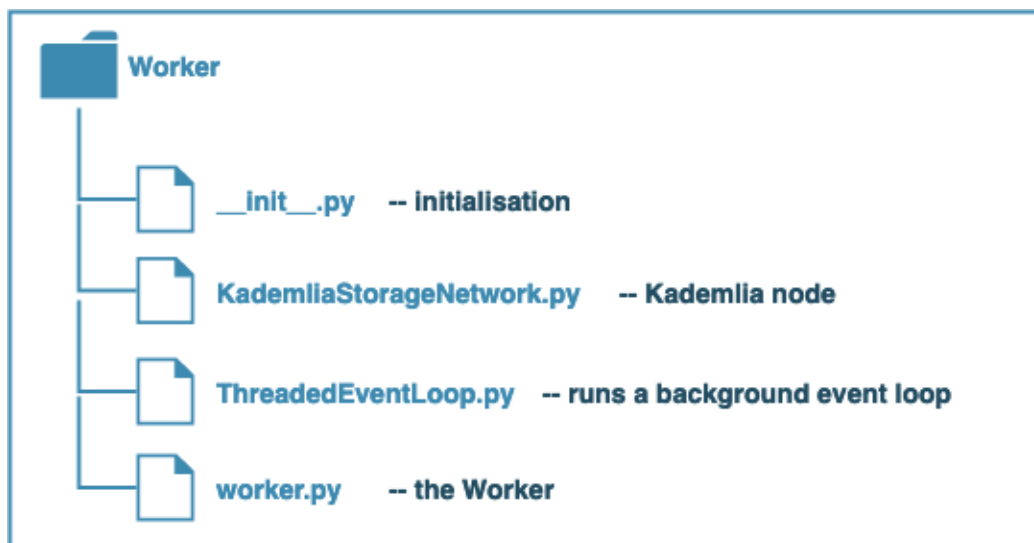 Worker
__init__.py -- initialisation
KademliaStorageNetwork.py -- Kademlia node
ThreadedEventLoop.py -- runs a background event loop
worker.py -- the Worker